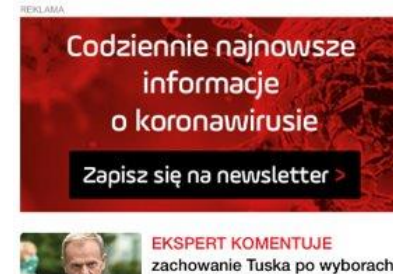 REKLAMA
Codziennie najnowsze
informacje
o koronawirusie
Zapisz się na newsletter >
EKSPERT KOMENTUJE
zachowanie Tuska po wyborach